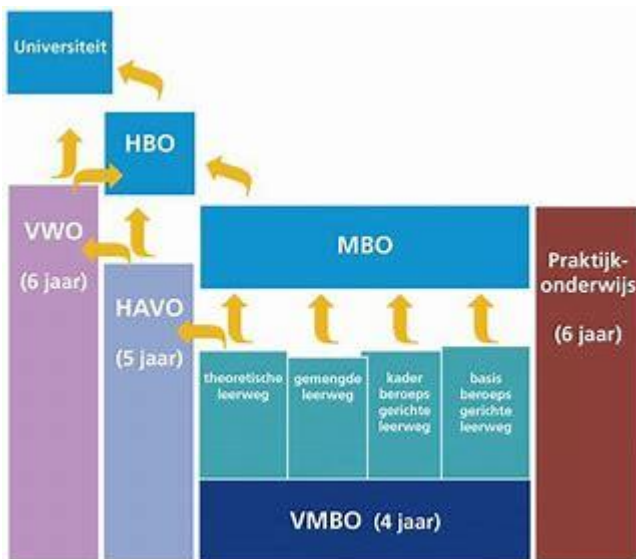 Universiteit
HBO
VWO
(6 jaar)
MBO
Praktijk-
onderwijs
(6 jaar)
HAVO
(5 jaar)
theoretische
leerweg
gemengde
leerweg
kader
beroeps
gerichte
leerweg
basis
beroeps
gerichte
leerweg
VMBO (4 jaar)